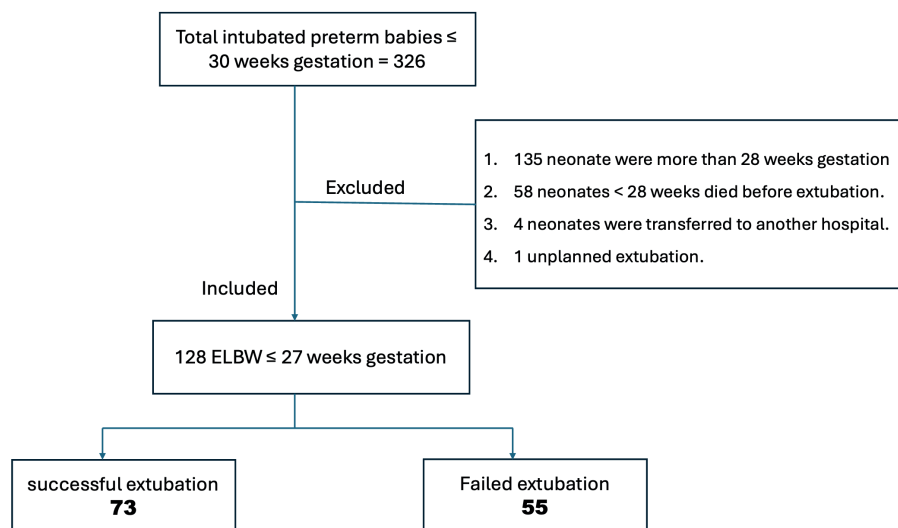 Total intubated preterm babies ≤
30 weeks gestation = 326
1. 135 neonate were more than 28 weeks gestation
Excluded
2. 58 neonates < 28 weeks died before extubation.
3. 4 neonates were transferred to another hospital.
4. 1 unplanned extubation.
Included
128 ELBW ≤ 27 weeks gestation
successful extubation
73
Failed extubation
55